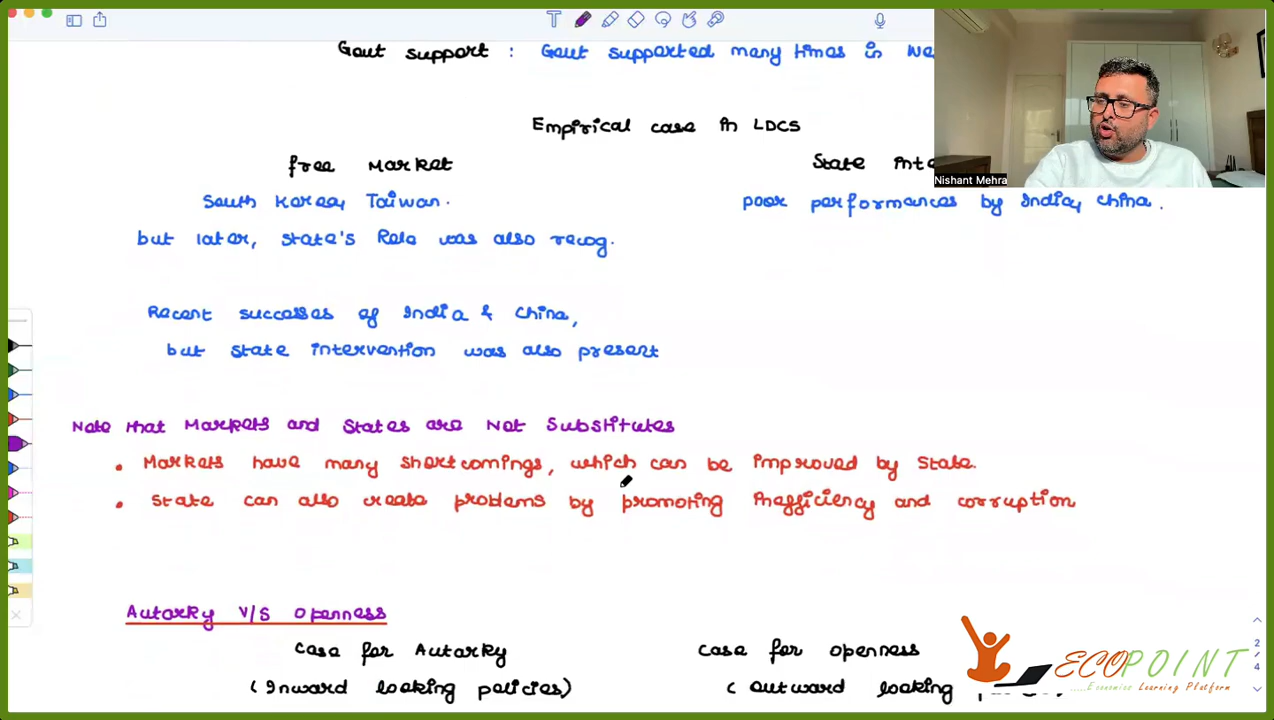 Govt support : Govt supported many times in
Nishant Mehra
Empirical case in LDCS
free Market
State
South Korea, Taiwan.
poor performances by India, China.
but later, state's Role was also recog.
Recent successes of India & China,
but state intervention was also present
Note that Markets and States are Not Substitutes
• Markets have many shortcomings, which can be improved by State.
• State can also create problems by promoting inefficiency and corruption
Autarky V/S Openness
Case for Autarky
Case for openness
(Inward looking policies)
(outward looking
2
/
4
ECOPOINT
.....Economics Learning Platform